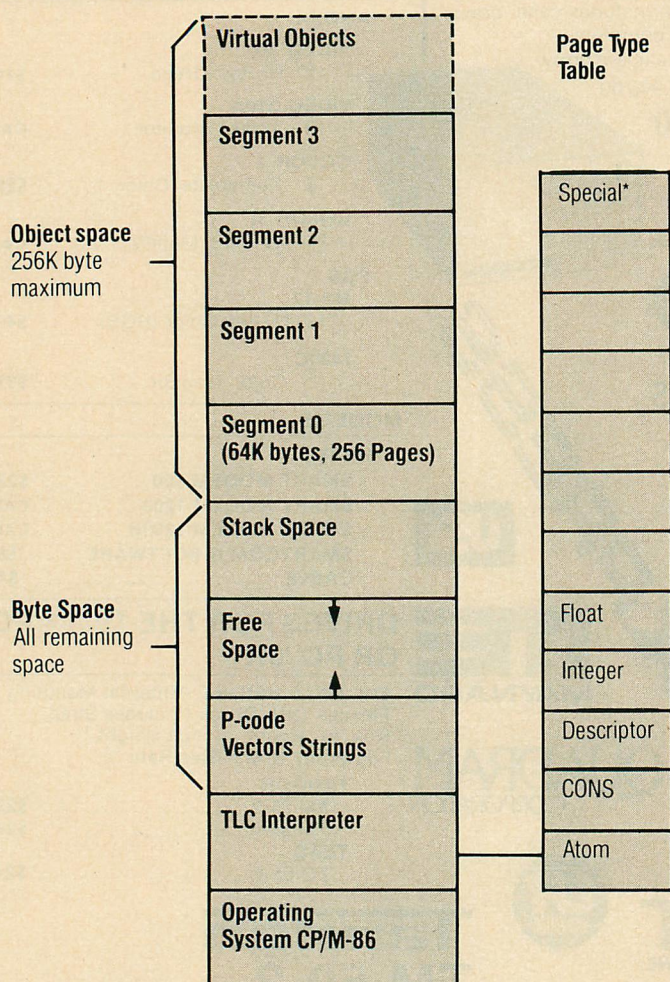 Virtual Objects
Segment 3
Segment 2
Segment 1
Segment 0
(64K bytes, 256 Pages)
Stack Space
Free
Space
P-code
Vectors Strings
TLC Interpreter
Operating
System CP/M-86
Object space
256K byte
maximum
Byte Space
All remaining
space
Page Type
Table
Special*
Float
Integer
Descriptor
CONS
Atom